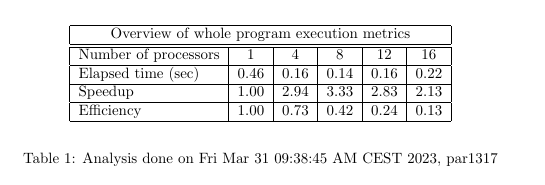 Overview of whole program execution metrics
Number of processors 1 4 8 12 16
Elapsed time (sec) 0.46 0.16 0.14 0.16 0.22
Speedup 1.00 2.94 3.33 2.83 2.13
Efficiency 1.00 0.73 0.42 0.24 0.13
Table 1: Analysis done on Fri Mar 31 09:38:45 AM CEST 2023, par1317